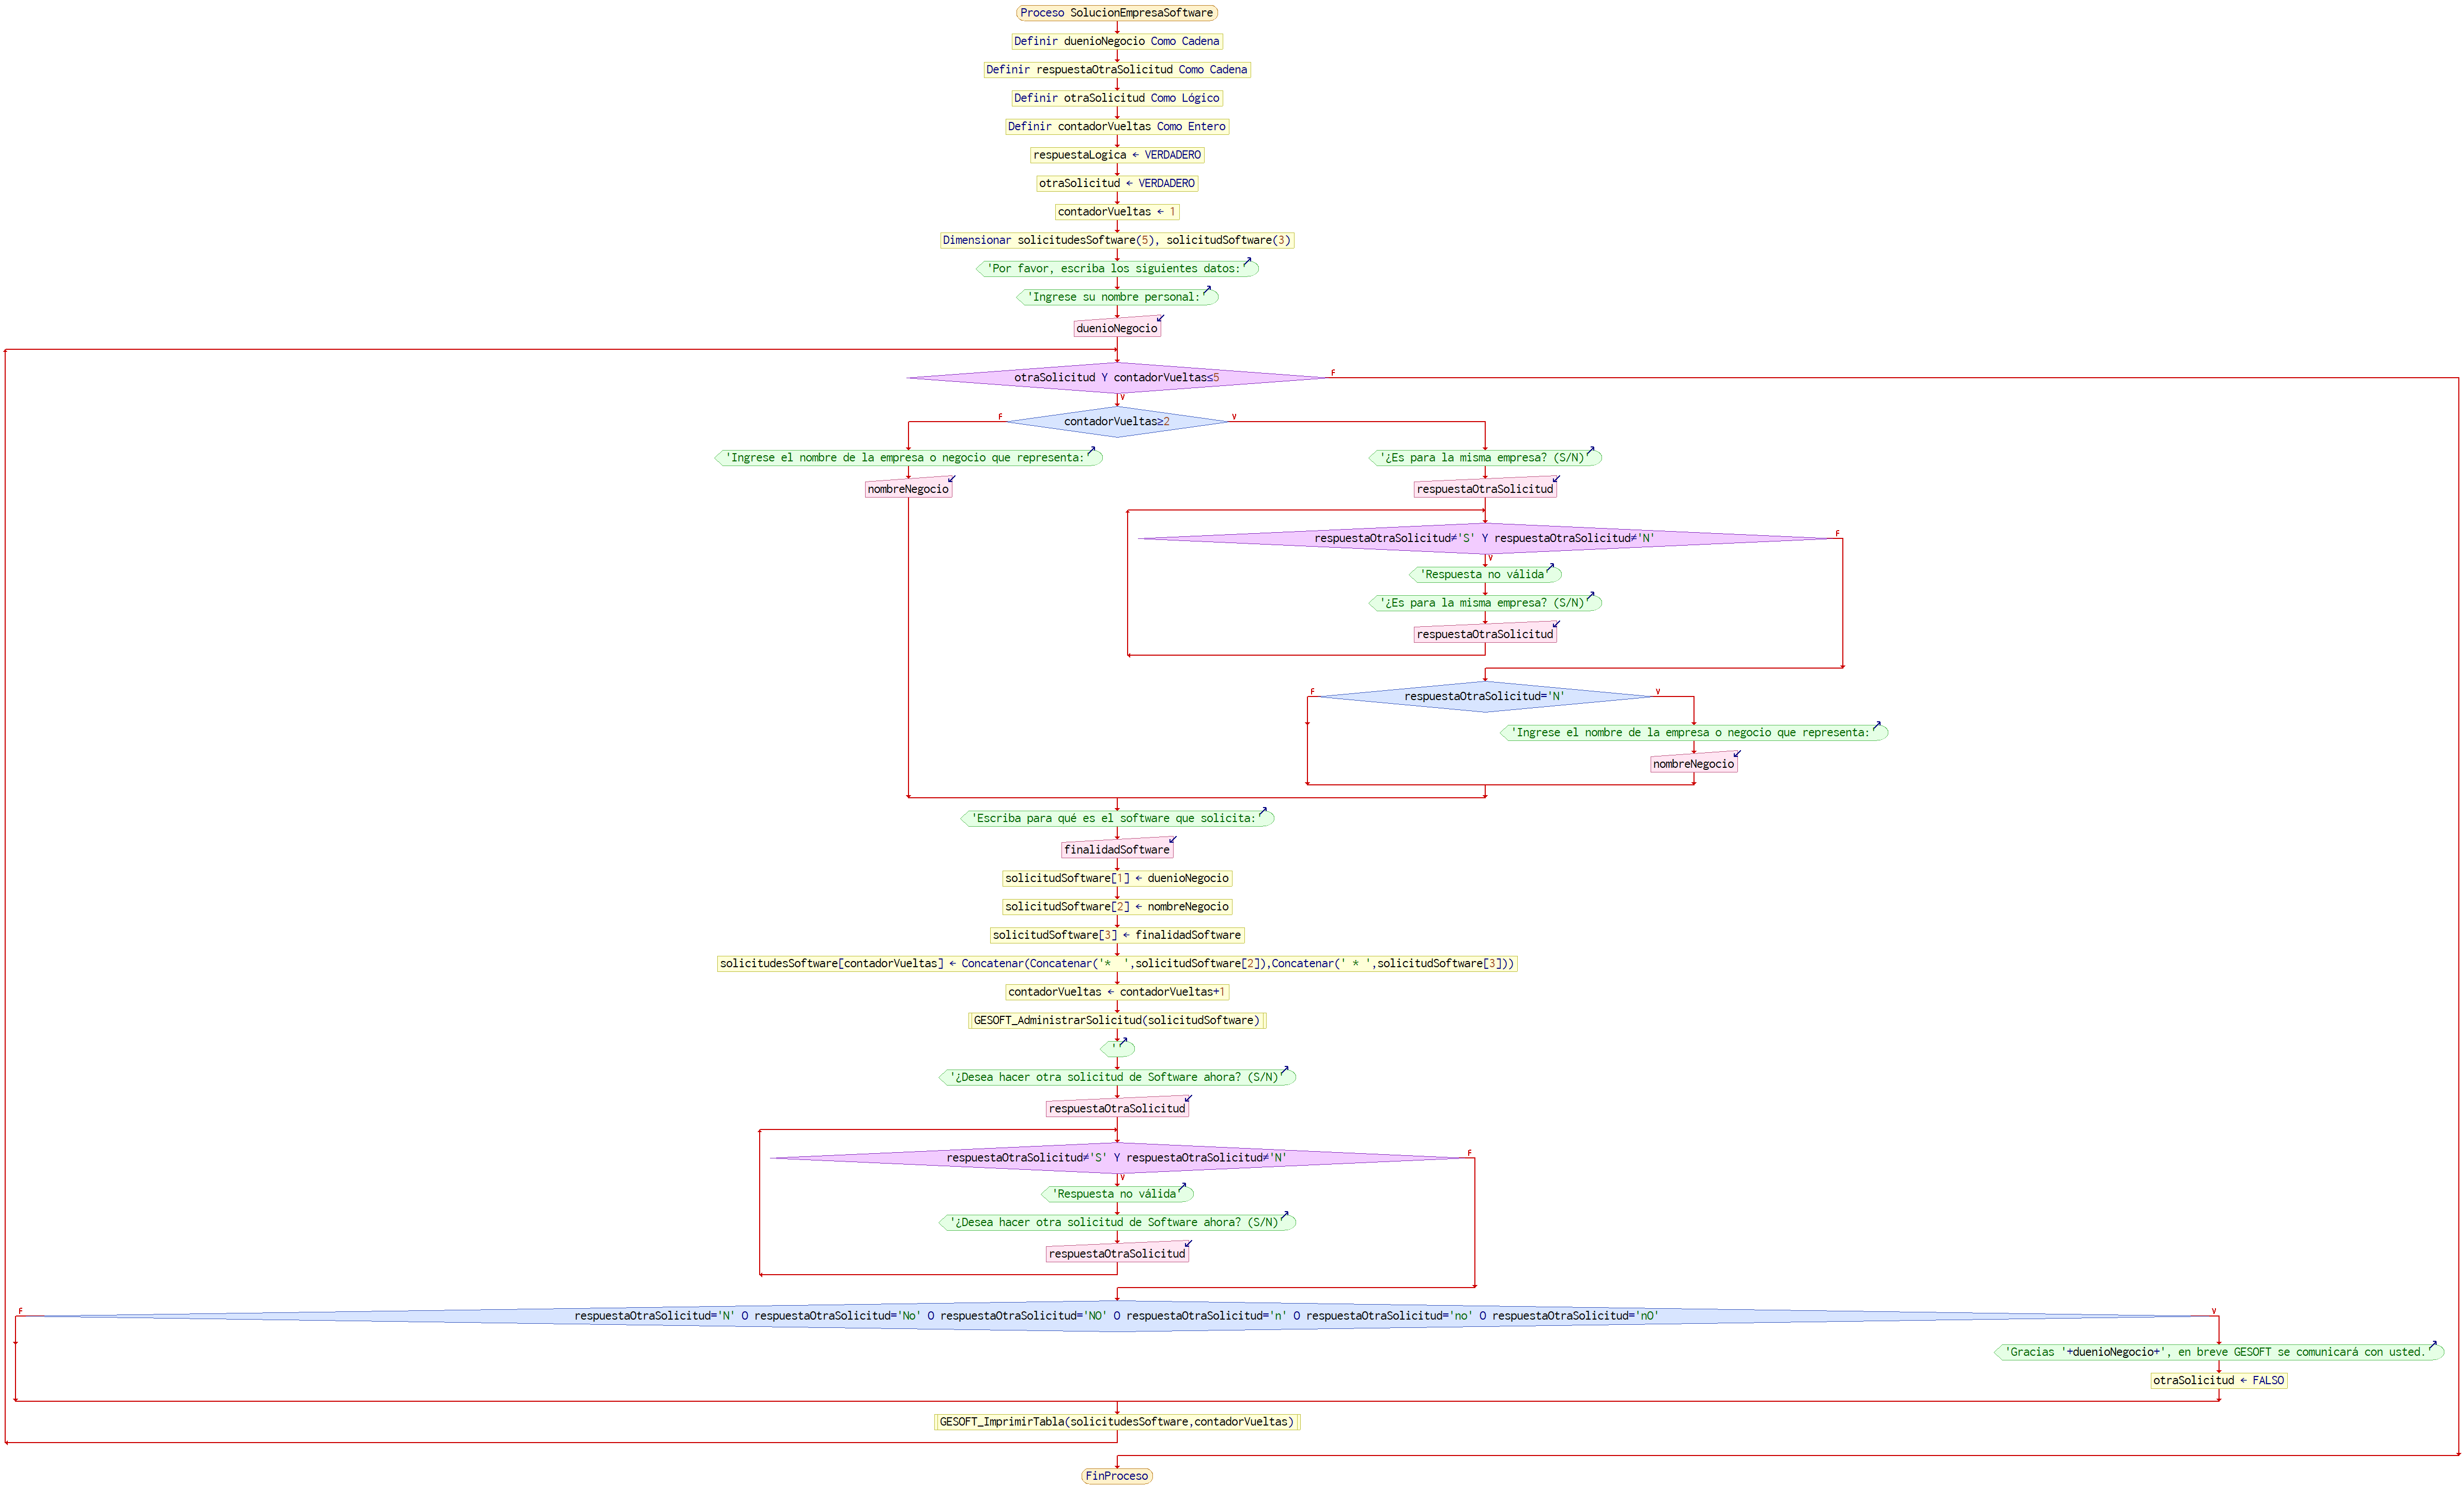 Proceso SolucionEmpresaSoftware
Definir duenioNegocio Como Cadena
Definir respuestaOtraSolicitud Como Cadena
Definir otraSolicitud Como Lógico
Definir contadorVueltas Como Entero
respuestaLogica ← VERDADERO
otraSolicitud ← VERDADERO
contadorVueltas ← 1
Dimensionar solicitudesSoftware(5), solicitudSoftware(3)
'Por favor, escriba los siguientes datos:'
'Ingrese su nombre personal:'
duenioNegocio
otraSolicitud Y contadorVueltas≤5
F
V
contadorVueltas≥2
F
V
'Ingrese el nombre de la empresa o negocio que representa:'
nombreNegocio
'¿Es para la misma empresa? (S/N)'
respuestaOtraSolicitud
respuestaOtraSolicitud≠'S' Y respuestaOtraSolicitud≠'N'
F
V
'Respuesta no válida'
'¿Es para la misma empresa? (S/N)'
respuestaOtraSolicitud
respuestaOtraSolicitud='N'
F
V
'Ingrese el nombre de la empresa o negocio que representa:'
nombreNegocio
'Escriba para qué es el software que solicita:'
finalidadSoftware
solicitudSoftware[1] ← duenioNegocio
solicitudSoftware[2] ← nombreNegocio
solicitudSoftware[3] ← finalidadSoftware
solicitudesSoftware[contadorVueltas] ← Concatenar(Concatenar('*  ',solicitudSoftware[2]),Concatenar(' * ',solicitudSoftware[3]))
contadorVueltas ← contadorVueltas+1
GESOFT_AdministrarSolicitud(solicitudSoftware)
''
'¿Desea hacer otra solicitud de Software ahora? (S/N)'
respuestaOtraSolicitud
respuestaOtraSolicitud≠'S' Y respuestaOtraSolicitud≠'N'
F
V
'Respuesta no válida'
'¿Desea hacer otra solicitud de Software ahora? (S/N)'
respuestaOtraSolicitud
respuestaOtraSolicitud='N' O respuestaOtraSolicitud='No' O respuestaOtraSolicitud='NO' O respuestaOtraSolicitud='n' O respuestaOtraSolicitud='no' O respuestaOtraSolicitud='nO'
F
V
'Gracias '+duenioNegocio+', en breve GESOFT se comunicará con usted.'
otraSolicitud ← FALSO
GESOFT_ImprimirTabla(solicitudesSoftware,contadorVueltas)
FinProceso